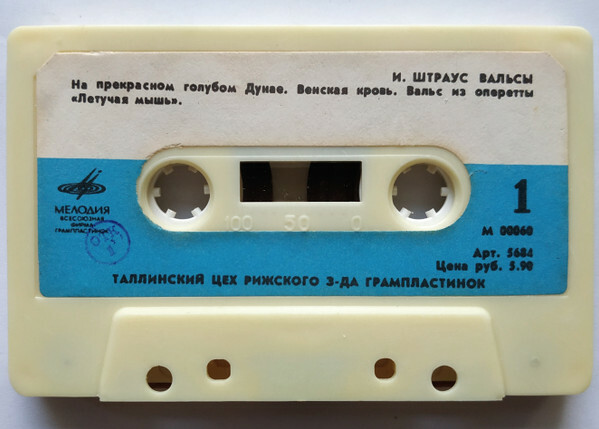 И. ШТРАУС ВАЛЬСЫ
На прекрасном голубом Дунае. Венская кровь. Вальс из оперетты
«Летучая мышь».
МЕЛОДИЯ
ВСЕСОЮЗНАЯ
ФИРМА
ГРАМПЛАСТИНОК
100 50 0
1
М 00060
Арт. 5684
Цена руб. 5.90
ТАЛЛИНСКИЙ ЦЕХ РИЖСКОГО З-ДА ГРАМПЛАСТИНОК